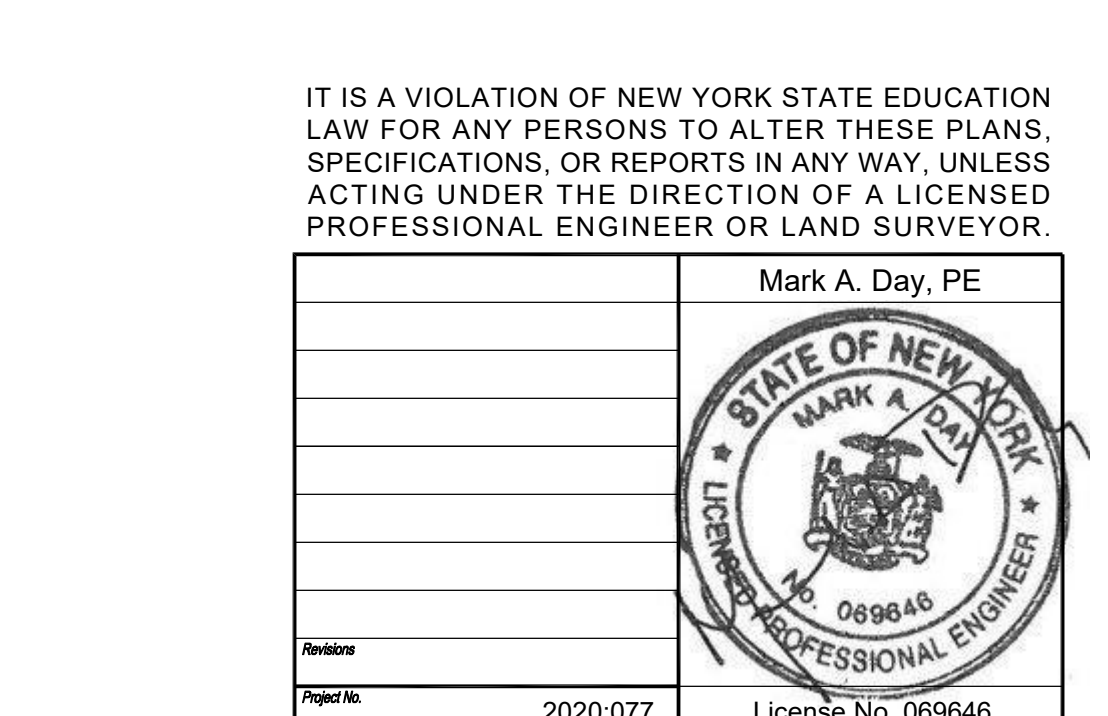 IT IS A VIOLATION OF NEW YORK STATE EDUCATION
LAW FOR ANY PERSONS TO ALTER THESE PLANS,
SPECIFICATIONS, OR REPORTS IN ANY WAY, UNLESS
ACTING UNDER THE DIRECTION OF A LICENSED
PROFESSIONAL ENGINEER OR LAND SURVEYOR.
Mark A. Day, PE
STATE OF NEW YORK
MARK A. DAY
No. 069646
LICENSED PROFESSIONAL ENGINEER
Revisions
Project No.
2020:077
License No. 069646